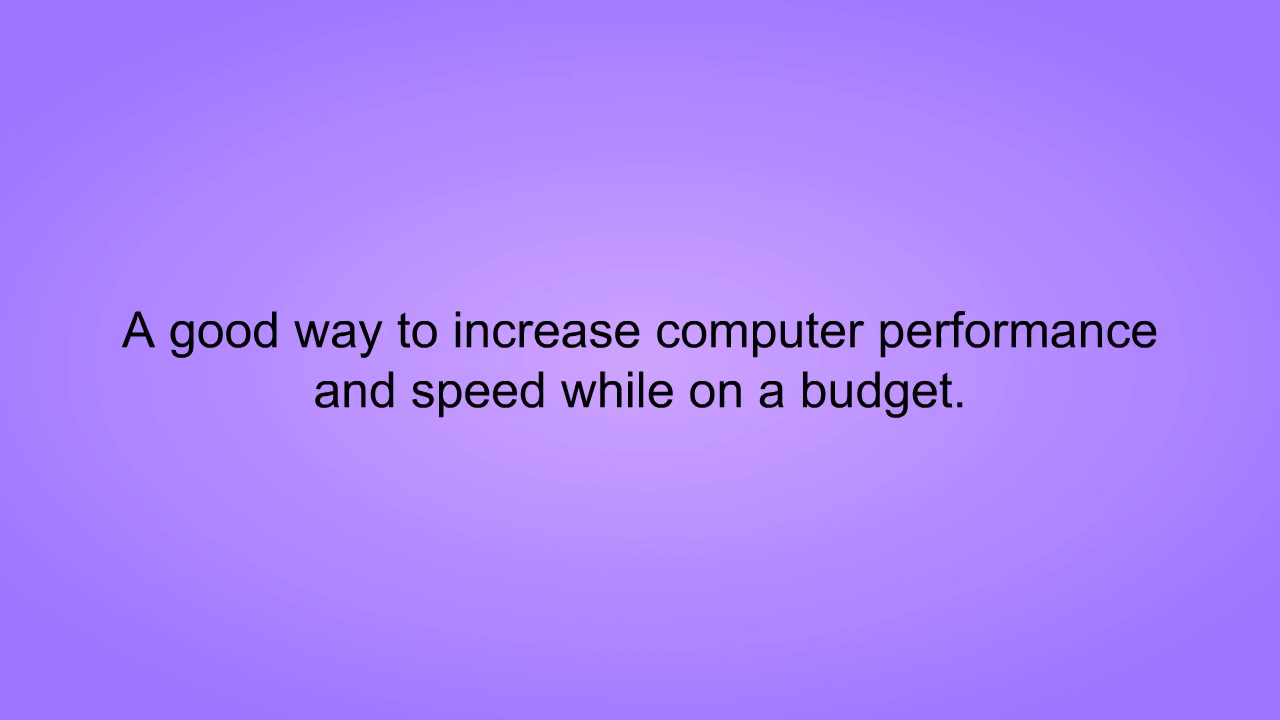 A good way to increase computer performance
and speed while on a budget.